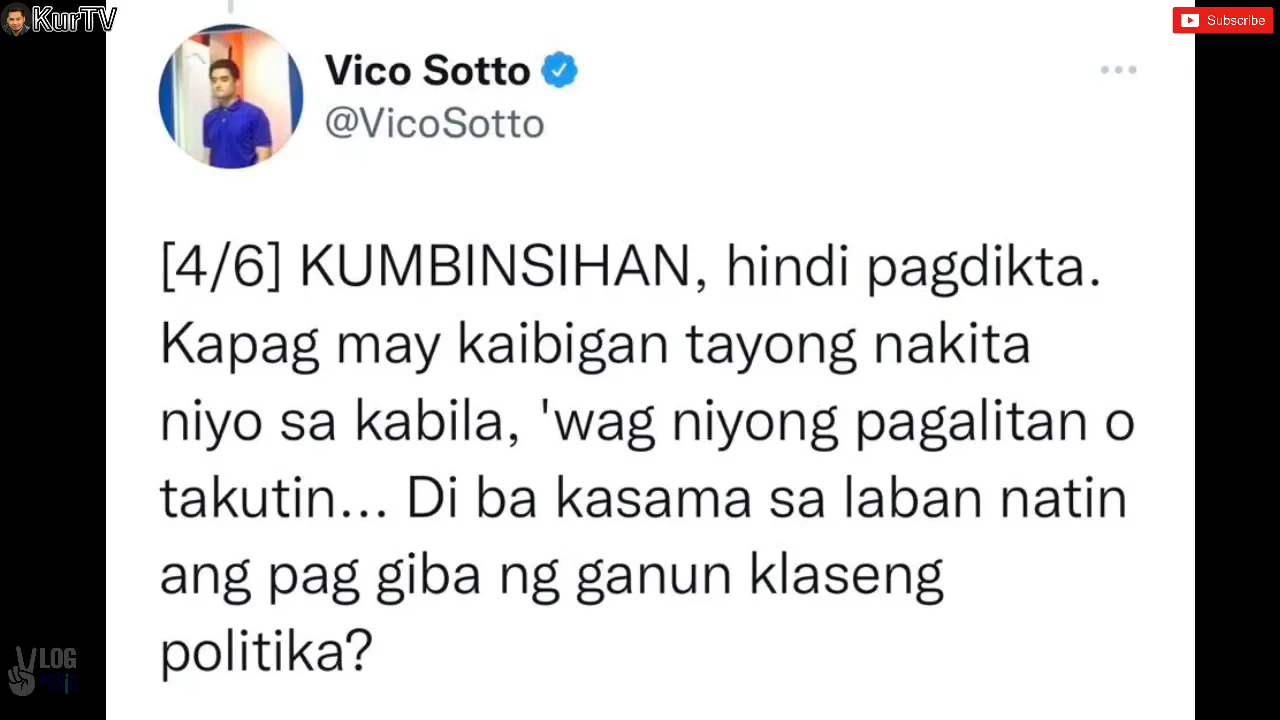 KurTV
Subscribe
Vico Sotto
@VicoSotto
[4/6] KUMBINSIHAN, hindi pagdikta.
Kapag may kaibigan tayong nakita
niyo sa kabila, 'wag niyong pagalitan o
takutin... Di ba kasama sa laban natin
ang pag giba ng ganun klaseng
politika?
VLOG